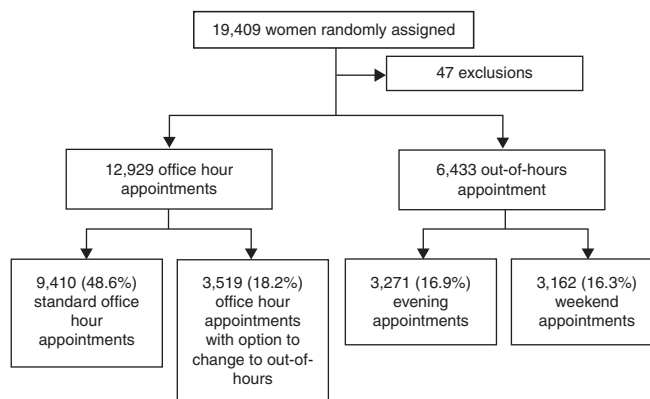 19,409 women randomly assigned
47 exclusions
12,929 office hour
appointments
6,433 out-of-hours
appointment
9,410 (48.6%)
standard office
hour
appointments
3,519 (18.2%)
office hour
appointments
with option to
change to out-of-
hours
3,271 (16.9%)
evening
appointments
3,162 (16.3%)
weekend
appointments